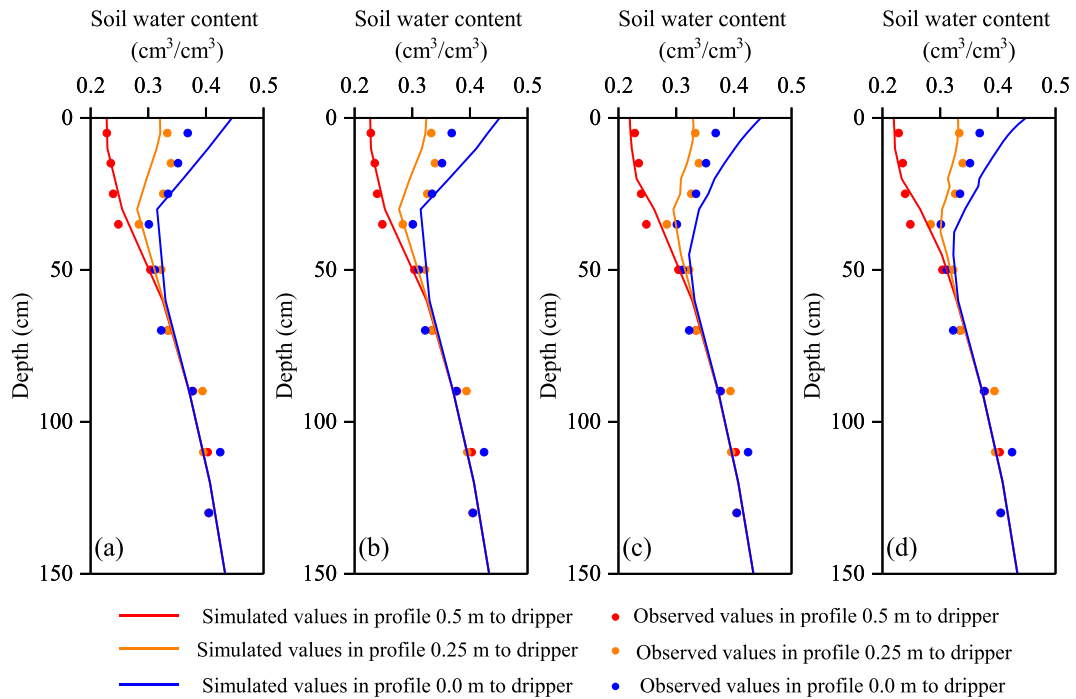 Soil water content Soil water content Soil water content Soil water content
(cm³/cm³) (cm³/cm³) (cm³/cm³) (cm³/cm³)
0.2 0.3 0.4 0.5 0.2 0.3 0.4 0.5 0.2 0.3 0.4 0.5 0.2 0.3 0.4 0.5
0 0 0 0
50 50 50 50
Depth (cm) Depth (cm) Depth (cm) Depth (cm)
100 100 100 100
(a) (b) (c) (d)
150 150 150 150
Simulated values in profile 0.5 m to dripper Observed values in profile 0.5 m to dripper
Simulated values in profile 0.25 m to dripper Observed values in profile 0.25 m to dripper
Simulated values in profile 0.0 m to dripper Observed values in profile 0.0 m to dripper